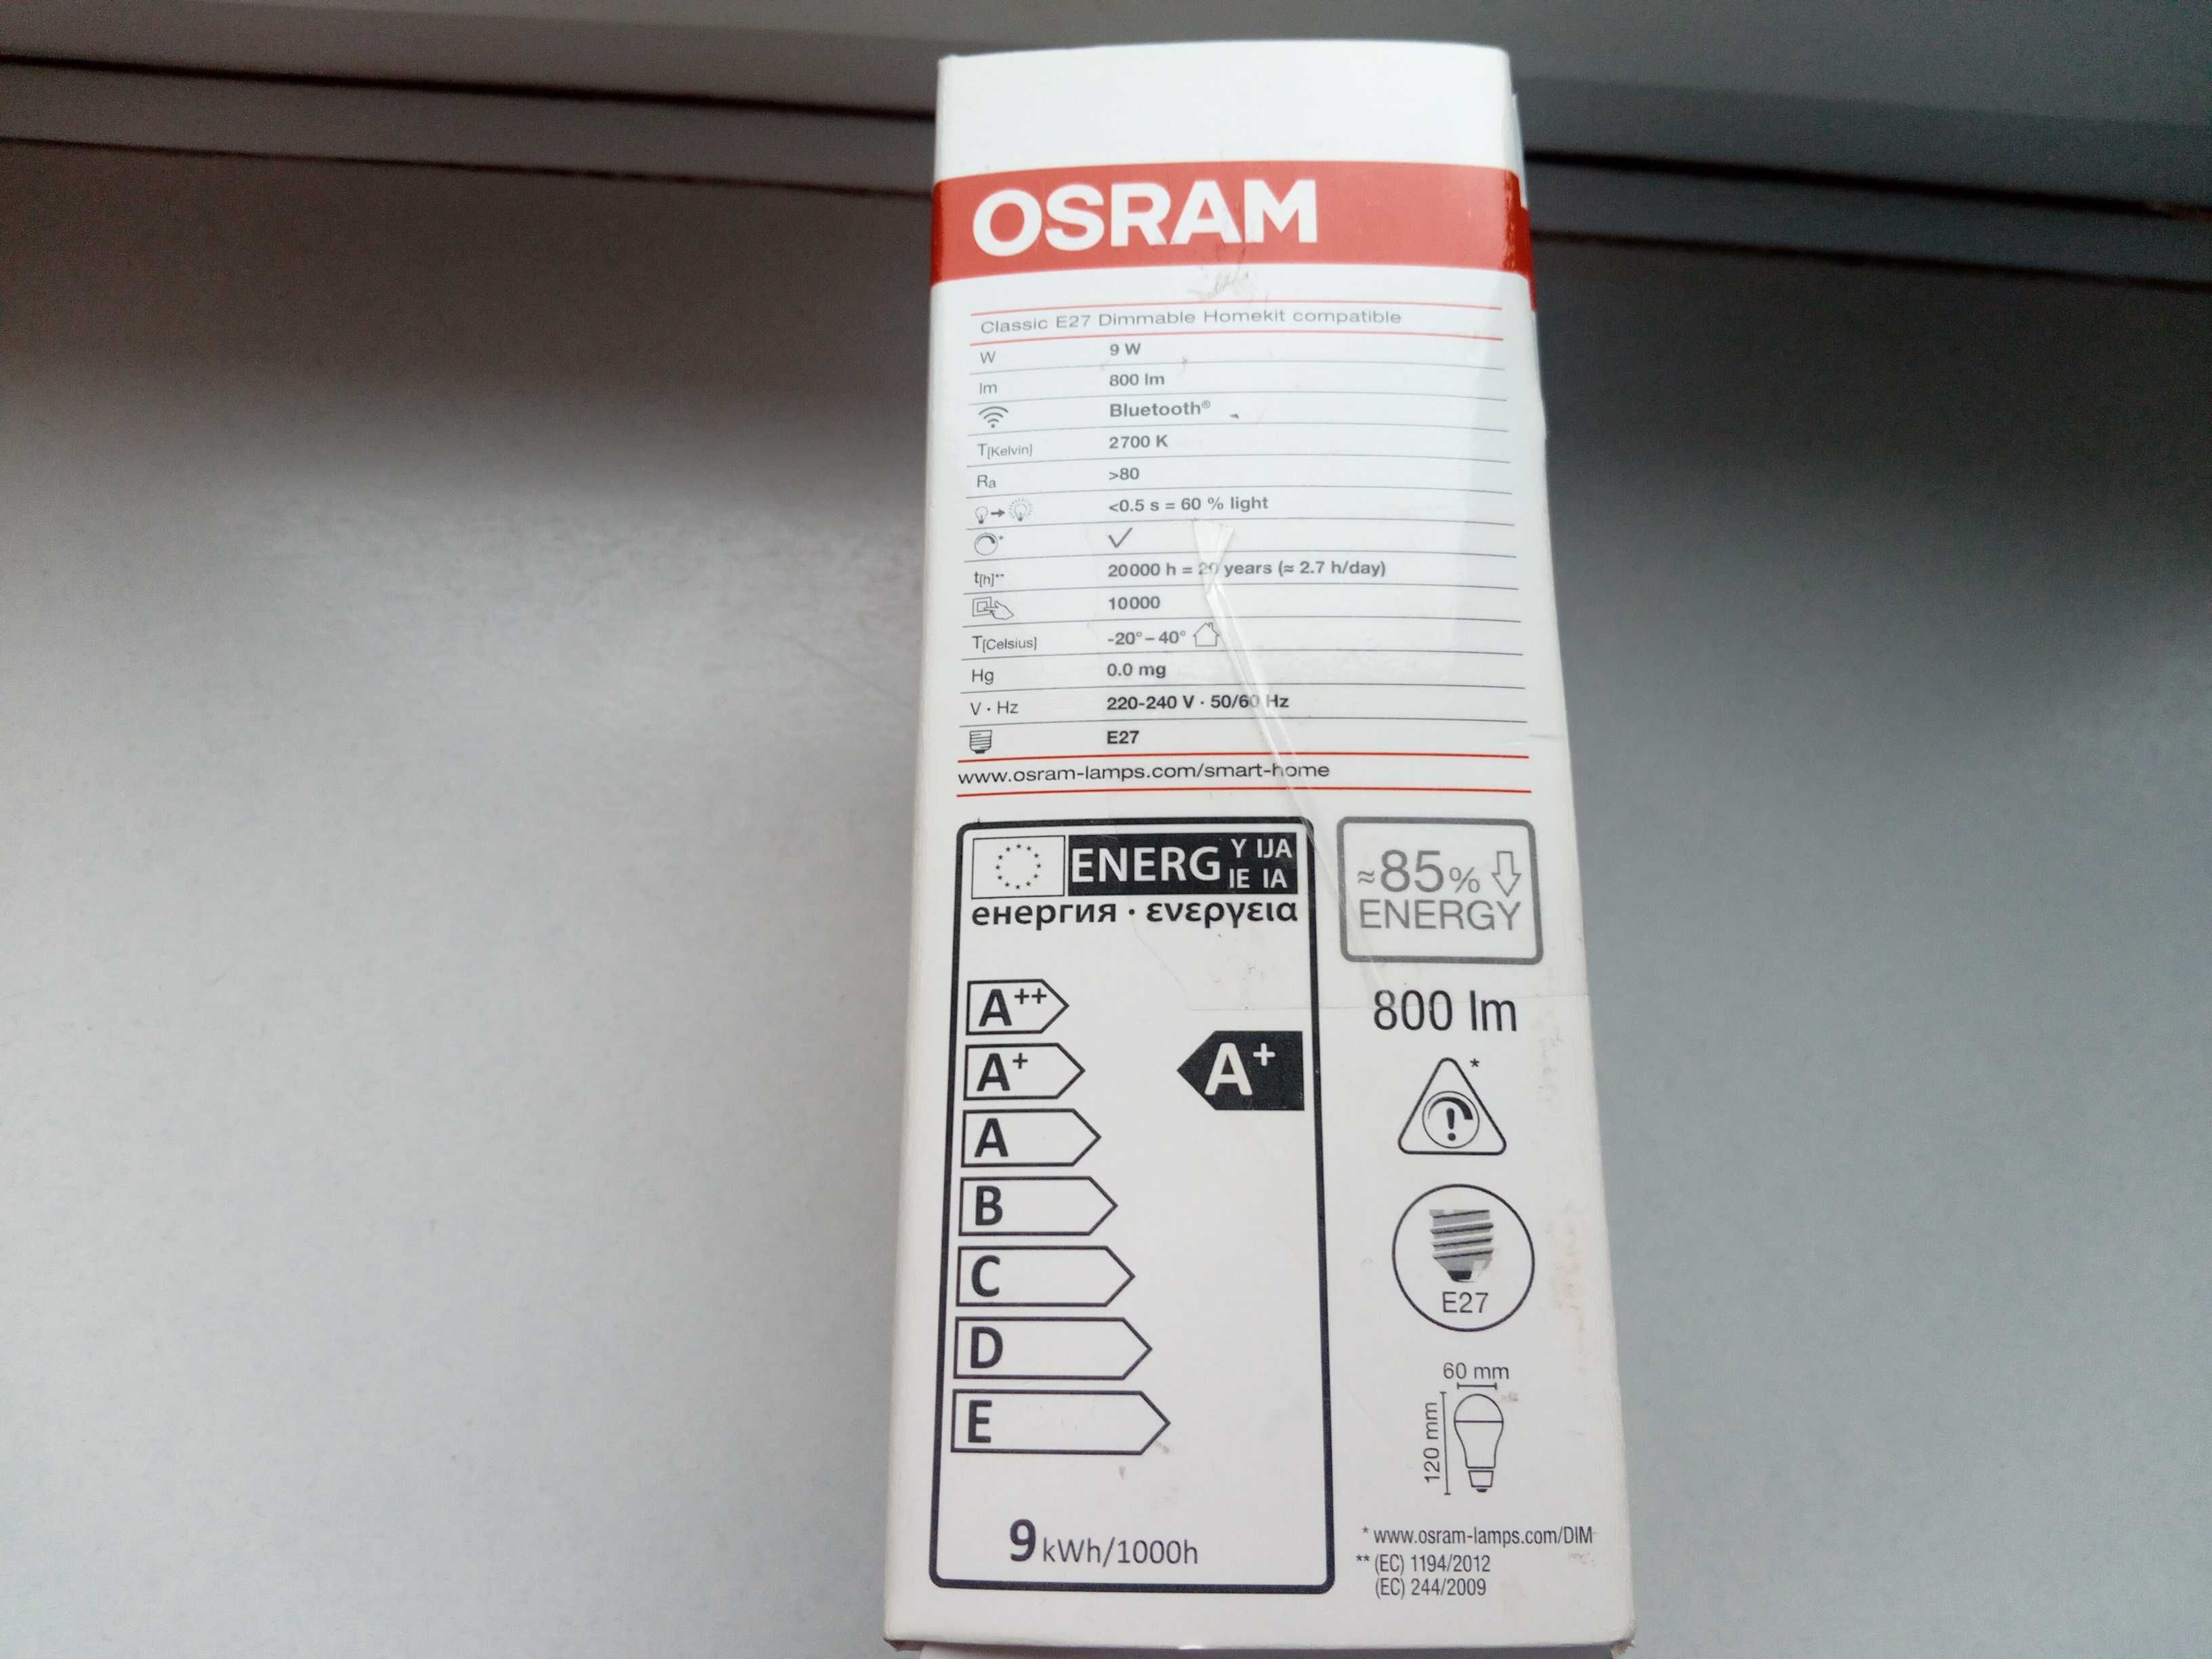 OSRAM
Classic E27 Dimmable Homekit compatible
W 9 W
lm 800 lm
Bluetooth®
T[Kelvin] 2700 K
Ra >80
<0.5 s = 60 % light
* ✓
t[h]** 20000 h = 20 years (≈ 2.7 h/day)
10000
T[Celsius] -20° – 40°
Hg 0.0 mg
V · Hz 220-240 V · 50/60 Hz
E27
www.osram-lamps.com/smart-home
ENERG Y IJA
IE IA
енергия · ενεργεια
≈85%
ENERGY
A++
A+
A+
A
B
C
D
E
9 kWh/1000h
800 lm
! *
E27
60 mm
120 mm
* www.osram-lamps.com/DIM
** (EC) 1194/2012
(EC) 244/2009